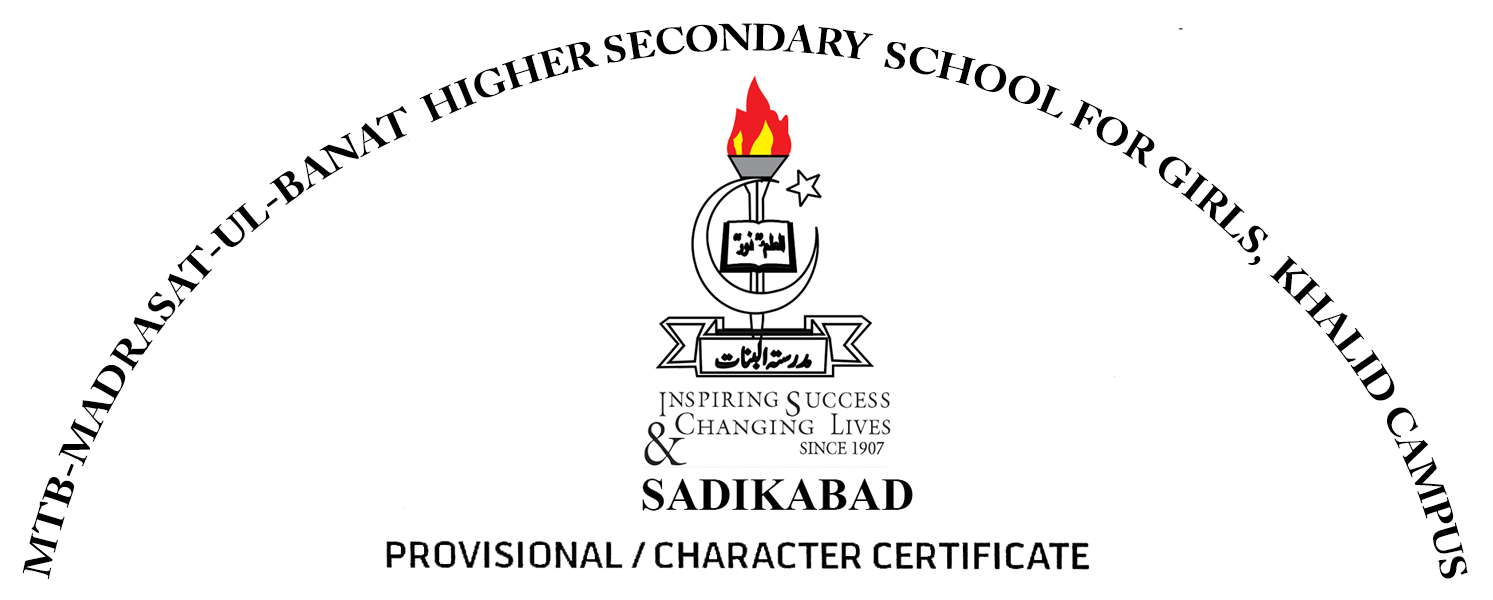 MTB-MADRASAT-UL-BANAT HIGHER SECONDARY SCHOOL FOR GIRLS, KHALID CAMPUS
العلم نور
مدرستہ البنات
INSPIRING SUCCESS
& CHANGING LIVES
SINCE 1907
SADIKABAD
PROVISIONAL / CHARACTER CERTIFICATE